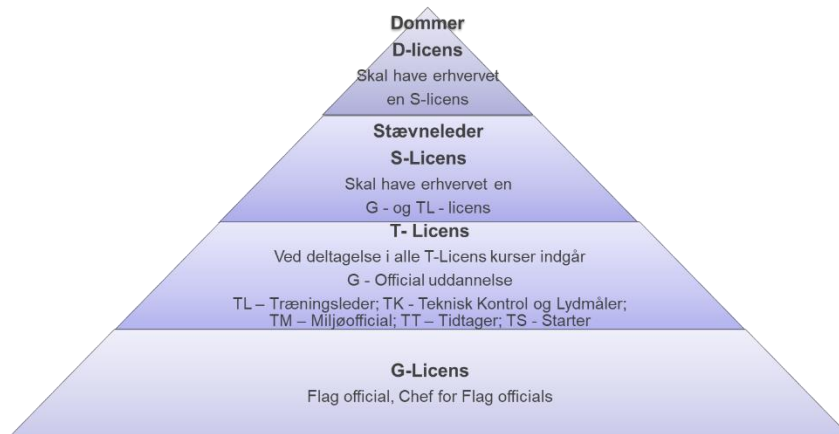 Dommer
D-licens
Skal have erhvervet
en S-licens
Stævneleder
S-Licens
Skal have erhvervet en
G - og TL - licens
T- Licens
Ved deltagelse i alle T-Licens kurser indgår
G - Official uddannelse
TL – Træningsleder; TK - Teknisk Kontrol og Lydmåler;
TM – Miljøofficial; TT – Tidtager; TS - Starter
G-Licens
Flag official, Chef for Flag officials